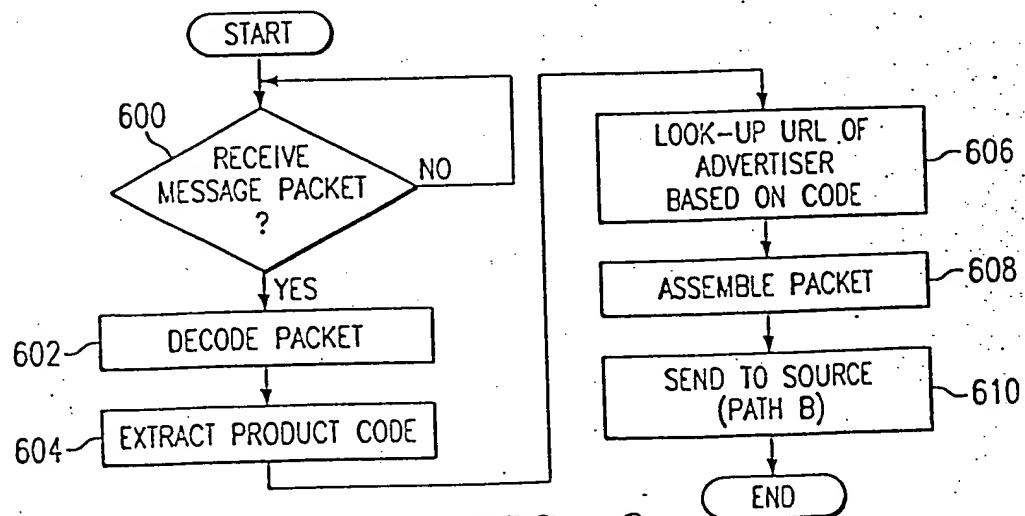 START
600
RECEIVE
MESSAGE PACKET
?
NO
YES
602
DECODE PACKET
604
EXTRACT PRODUCT CODE
LOOK-UP URL OF
ADVERTISER
BASED ON CODE
606
ASSEMBLE PACKET
608
SEND TO SOURCE
(PATH B)
610
END